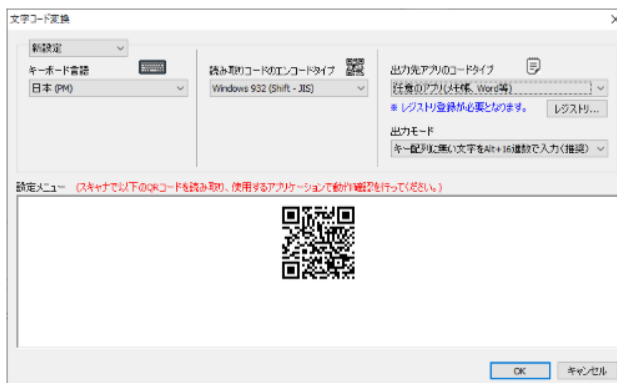 文字コード変換
新設定
キーボード言語
日本 (PM)
読み取りコードのエンコードタイプ
Windows 932 (Shift - JIS)
出力先アプリのコードタイプ
任意のアプリ(メモ帳、Word等)
※ レジストリ登録が必要となります。
レジストリ...
出力モード
キー配列に無い文字をAlt+16進数で入力(推奨)
設定メニュー (スキャナで以下のQRコードを読み取り、使用するアプリケーションで動作確認を行ってください。)
OK
キャンセル